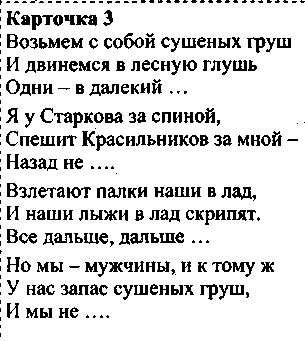 Карточка 3
Возьмем с собой сушеных груш
И двинемся в лесную глушь
Одни – в далекий …
Я у Старкова за спиной,
Спешит Красильников за мной –
Назад не ….
Взлетают палки наши в лад,
И наши лыжи в лад скрипят.
Все дальше, дальше …
Но мы – мужчины, и к тому ж
У нас запас сушеных груш,
И мы не ….